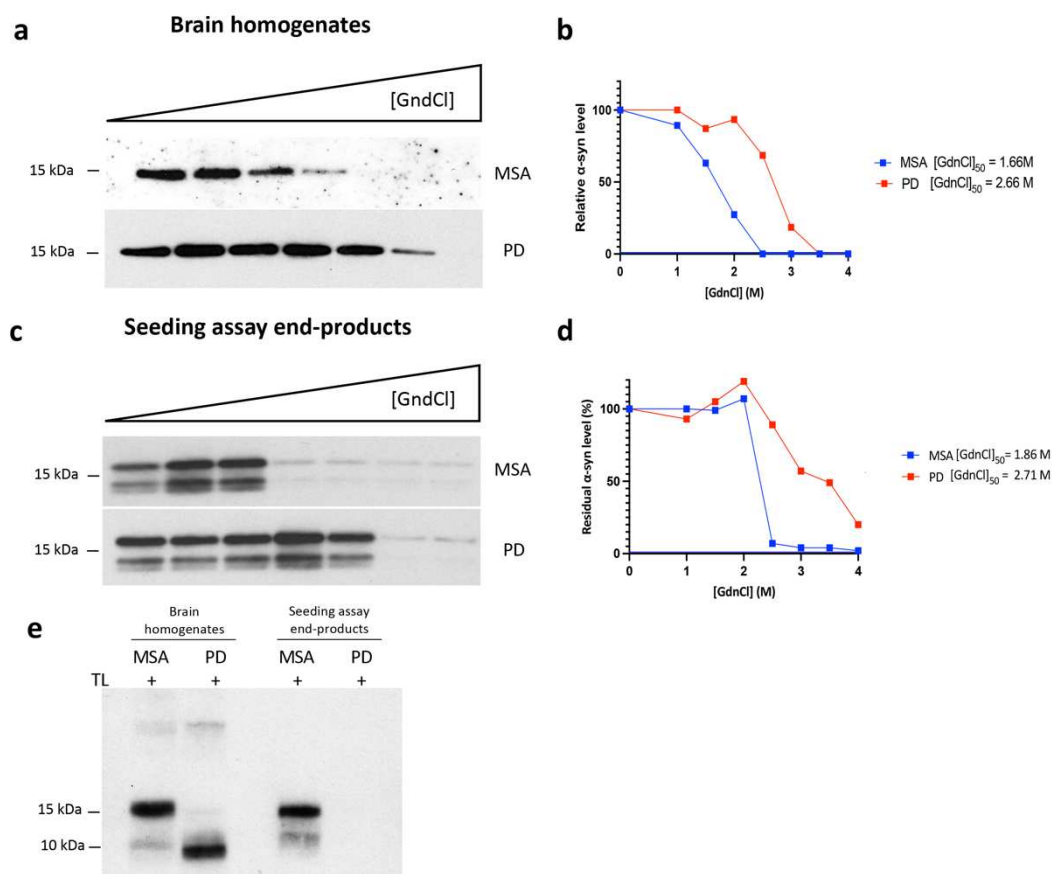 a
Brain homogenates
[GndCl]
15 kDa
MSA
15 kDa
PD
b
Relative α-syn level
100
50
0
0 1 2 3 4
[GdnCl] (M)
MSA [GdnCl]50 = 1.66M
PD [GdnCl]50 = 2.66 M
c
Seeding assay end-products
[GndCl]
15 kDa
MSA
15 kDa
PD
d
Residual α-syn level (%)
100
50
0
0 1 2 3 4
[GdnCl] (M)
MSA [GdnCl]50 = 1.86 M
PD [GdnCl]50 = 2.71 M
e
Brain
homogenates
Seeding assay
end-products
MSA PD MSA PD
TL + + + +
15 kDa
10 kDa